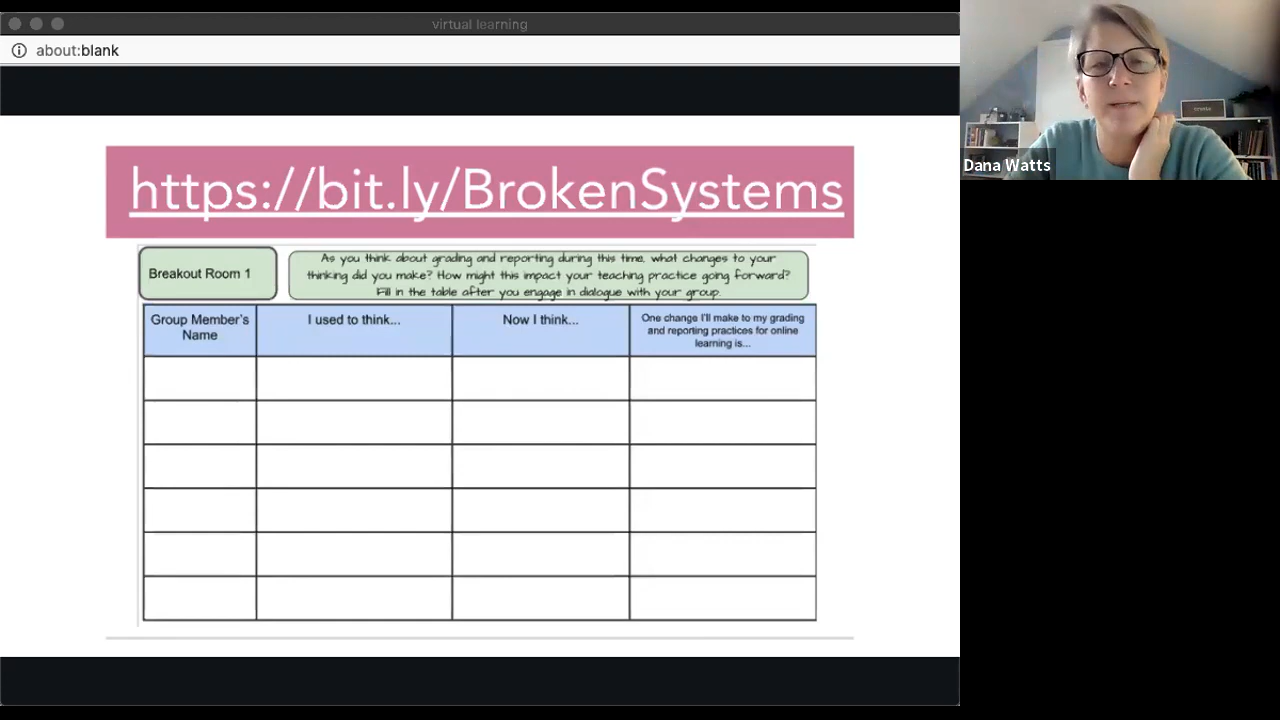 virtual learning
about:blank
https://bit.ly/BrokenSystems
Breakout Room 1
As you think about grading and reporting during this time, what changes to your
thinking did you make? How might this impact your teaching practice going forward?
Fill in the table after you engage in dialogue with your group.
Group Member's
Name
I used to think...
Now I think...
One change I'll make to my grading
and reporting practices for online
learning is...
Dana Watts